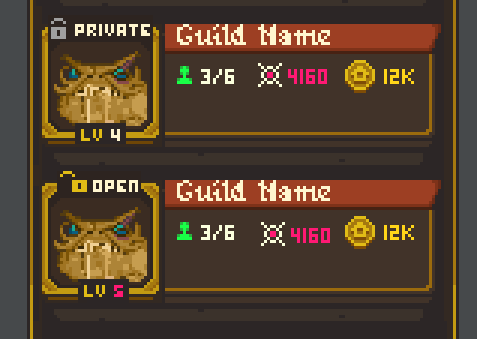 PRIVATE
Guild Name
3/6 4160 12K
LV 4
OPEN
Guild Name
3/6 4160 12K
LV 5